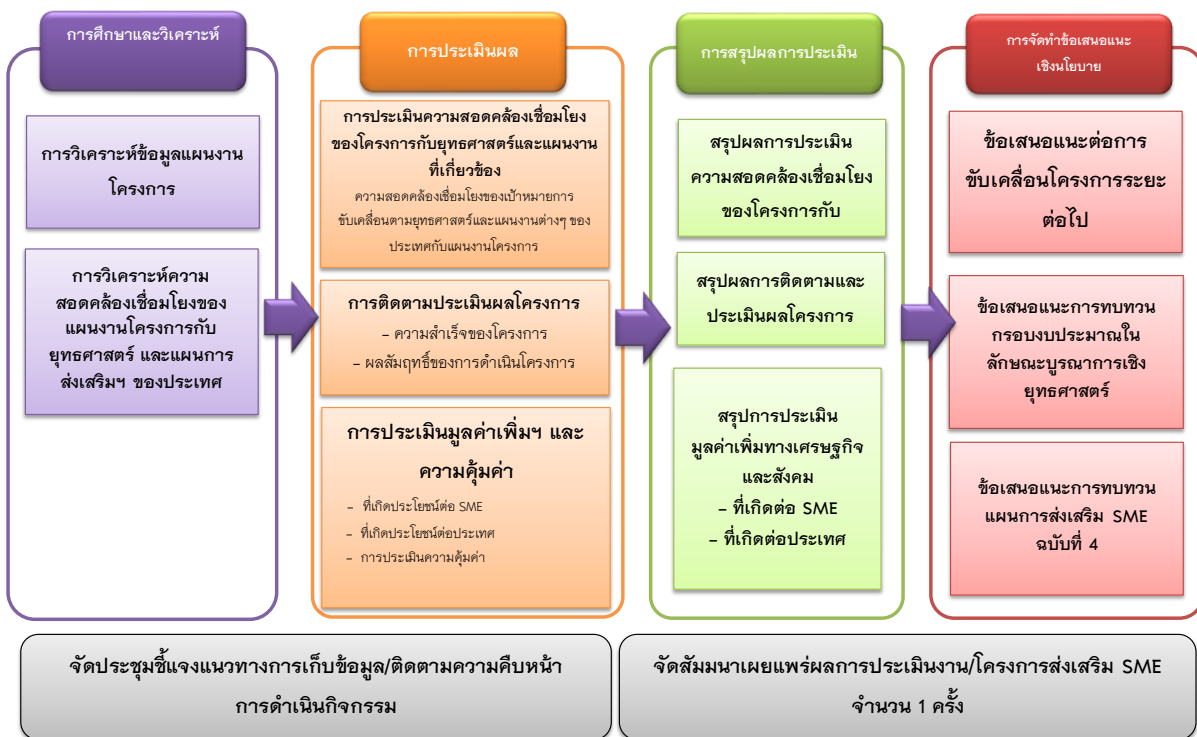 การศึกษาและวิเคราะห์
การวิเคราะห์ข้อมูลแผนงาน
โครงการ
การวิเคราะห์ความ
สอดคล้องเชื่อมโยงของ
แผนงานโครงการกับ
ยุทธศาสตร์ และแผนการ
ส่งเสริมฯ ของประเทศ
การประเมินผล
การประเมินความสอดคล้องเชื่อมโยง
ของโครงการกับยุทธศาสตร์และแผนงาน
ที่เกี่ยวข้อง
ความสอดคล้องเชื่อมโยงของเป้าหมายการ
ขับเคลื่อนตามยุทธศาสตร์และแผนงานต่างๆ ของ
ประเทศกับแผนงานโครงการ
การติดตามประเมินผลโครงการ
– ความสำเร็จของโครงการ
– ผลสัมฤทธิ์ของการดำเนินโครงการ
การประเมินมูลค่าเพิ่มฯ และ
ความคุ้มค่า
– ที่เกิดประโยชน์ต่อ SME
– ที่เกิดประโยชน์ต่อประเทศ
– การประเมินความคุ้มค่า
การสรุปผลการประเมิน
สรุปผลการประเมิน
ความสอดคล้องเชื่อมโยง
ของโครงการกับ
สรุปผลการติดตามและ
ประเมินผลโครงการ
สรุปการประเมิน
มูลค่าเพิ่มทางเศรษฐกิจ
และสังคม
– ที่เกิดต่อ SME
– ที่เกิดต่อประเทศ
การจัดทำข้อเสนอแนะ
เชิงนโยบาย
ข้อเสนอแนะต่อการ
ขับเคลื่อนโครงการระยะ
ต่อไป
ข้อเสนอแนะการทบทวน
กรอบงบประมาณใน
ลักษณะบูรณาการเชิง
ยุทธศาสตร์
ข้อเสนอแนะการทบทวน
แผนการส่งเสริม SME
ฉบับที่ 4
จัดประชุมชี้แจงแนวทางการเก็บข้อมูล/ติดตามความคืบหน้า
การดำเนินกิจกรรม
จัดสัมมนาเผยแพร่ผลการประเมินงาน/โครงการส่งเสริม SME
จำนวน 1 ครั้ง